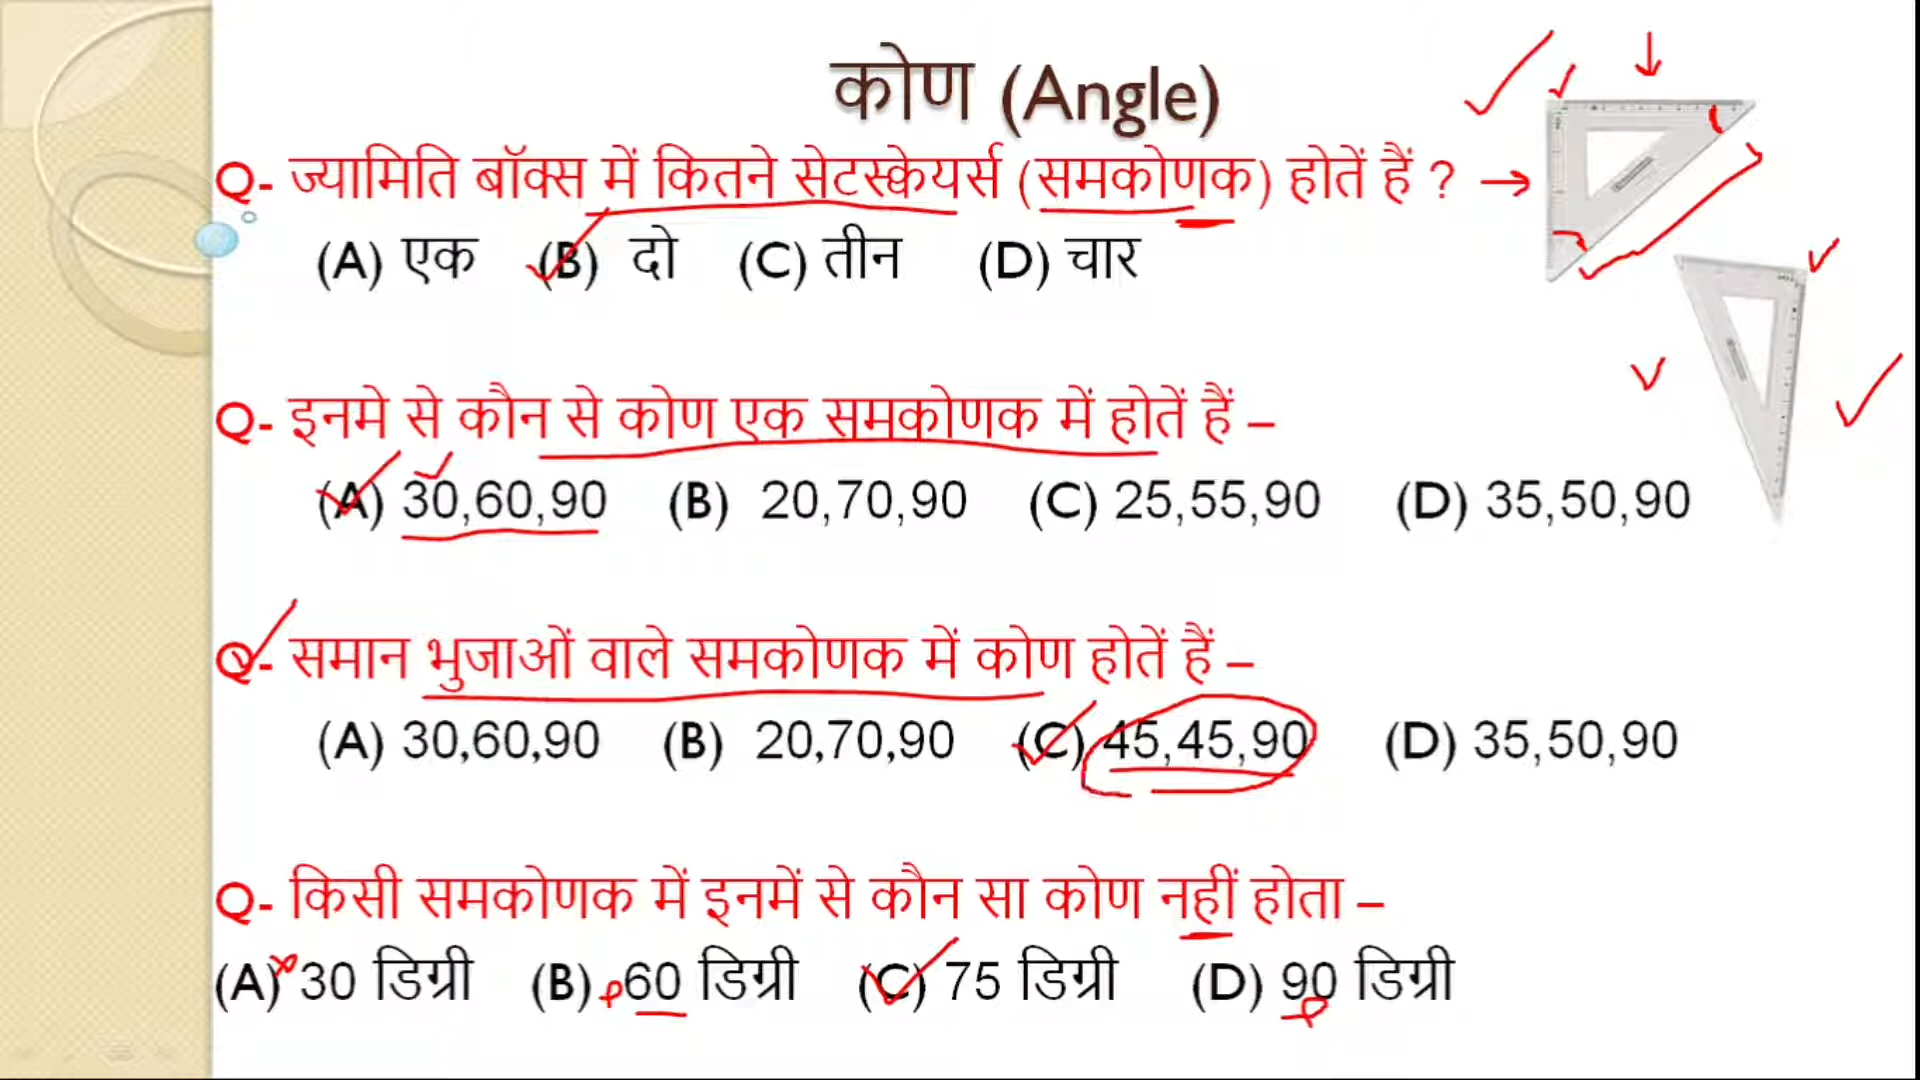 कोण (Angle)
Q- ज्यामिति बॉक्स में कितने सेटस्केयर्स (समकोणक) होतें हैं ?
(A) एक (B) दो (C) तीन (D) चार
Q- इनमे से कौन से कोण एक समकोणक में होतें हैं –
(A) 30,60,90 (B) 20,70,90 (C) 25,55,90 (D) 35,50,90
Q- समान भुजाओं वाले समकोणक में कोण होतें हैं –
(A) 30,60,90 (B) 20,70,90 (C) 45,45,90 (D) 35,50,90
Q- किसी समकोणक में इनमें से कौन सा कोण नहीं होता –
(A) 30 डिग्री (B) 60 डिग्री (C) 75 डिग्री (D) 90 डिग्री